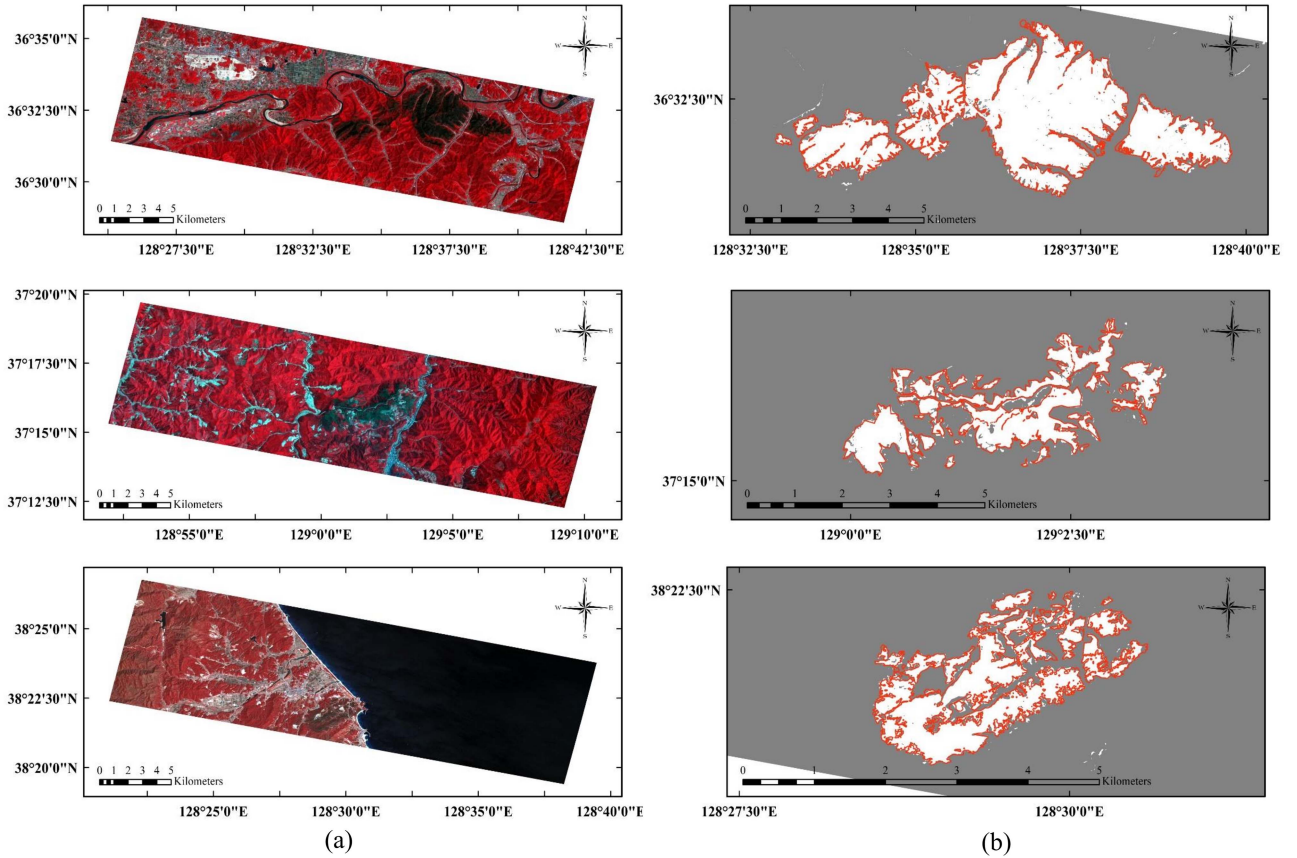 N
W E
S
36°35'0"N
36°32'30"N
36°30'0"N
0 1 1 2 3 4 5
Kilometers
128°27'30"E 128°32'30"E 128°37'30"E 128°42'30"E
N
W E
S
36°32'30"N
0 1 2 3 4 5
Kilometers
128°32'30"E 128°35'0"E 128°37'30"E 128°40'0"E
N
W E
S
37°20'0"N
37°17'30"N
37°15'0"N
37°12'30"N
0 1 1 2 3 4 5
Kilometers
128°55'0"E 129°0'0"E 129°5'0"E 129°10'0"E
N
W E
S
37°15'0"N
0 1 2 3 4 5
Kilometers
129°0'0"E 129°2'30"E
N
W E
S
38°25'0"N
38°22'30"N
38°20'0"N
0 1 1 2 3 4 5
Kilometers
128°25'0"E 128°30'0"E 128°40'0"E
N
W E
S
38°22'30"N
0 1 2 3 4 5
Kilometers
128°27'30"E 128°30'0"E
(a)
(b)